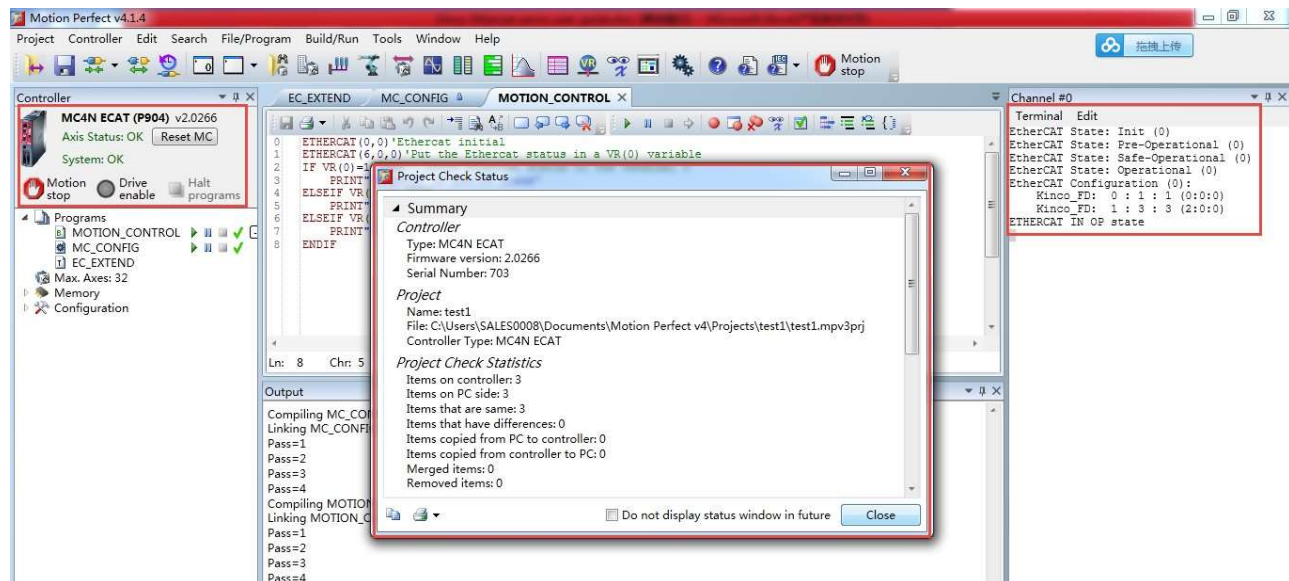 Motion Perfect v4.1.4
Project Controller Edit Search File/Program Build/Run Tools Window Help
Motion
stop
拖拽上传
Controller
MC4N ECAT (P904) v2.0266
Axis Status: OK Reset MC
System: OK
Motion
stop
Drive
enable
Halt
programs
Programs
MOTION_CONTROL
MC_CONFIG
EC_EXTEND
Max. Axes: 32
Memory
Configuration
EC_EXTEND MC_CONFIG MOTION_CONTROL
0 ETHERCAT(0,0)'Ethercat initial
1 ETHERCAT(6,0,0)'Put the Ethercat status in a VR(0) variable
2 IF VR(0)=1
3 PRINT"
4 ELSEIF VR(
5 PRINT"
6 ELSEIF VR(
7 PRINT"
8 ENDIF
Ln: 8 Chr: 5
Output
Compiling MC_CO
Linking MC_CONFI
Pass=1
Pass=2
Pass=3
Pass=4
Compiling MOTION
Linking MOTION_C
Pass=1
Pass=2
Pass=3
Pass=4
Project Check Status
Summary
Controller
Type: MC4N ECAT
Firmware version: 2.0266
Serial Number: 703
Project
Name: test1
File: C:\Users\SALES0008\Documents\Motion Perfect v4\Projects\test1\test1.mpv3prj
Controller Type: MC4N ECAT
Project Check Statistics
Items on controller: 3
Items on PC side: 3
Items that are same: 3
Items that have differences: 0
Items copied from PC to controller: 0
Items copied from controller to PC: 0
Merged items: 0
Removed items: 0
Do not display status window in future Close
Channel #0
Terminal Edit
EtherCAT State: Init (0)
EtherCAT State: Pre-Operational (0)
EtherCAT State: Safe-Operational (0)
EtherCAT State: Operational (0)
EtherCAT Configuration (0):
Kinco_FD: 0 : 1 : 1 (0:0:0)
Kinco_FD: 1 : 3 : 3 (2:0:0)
ETHERCAT IN OP state